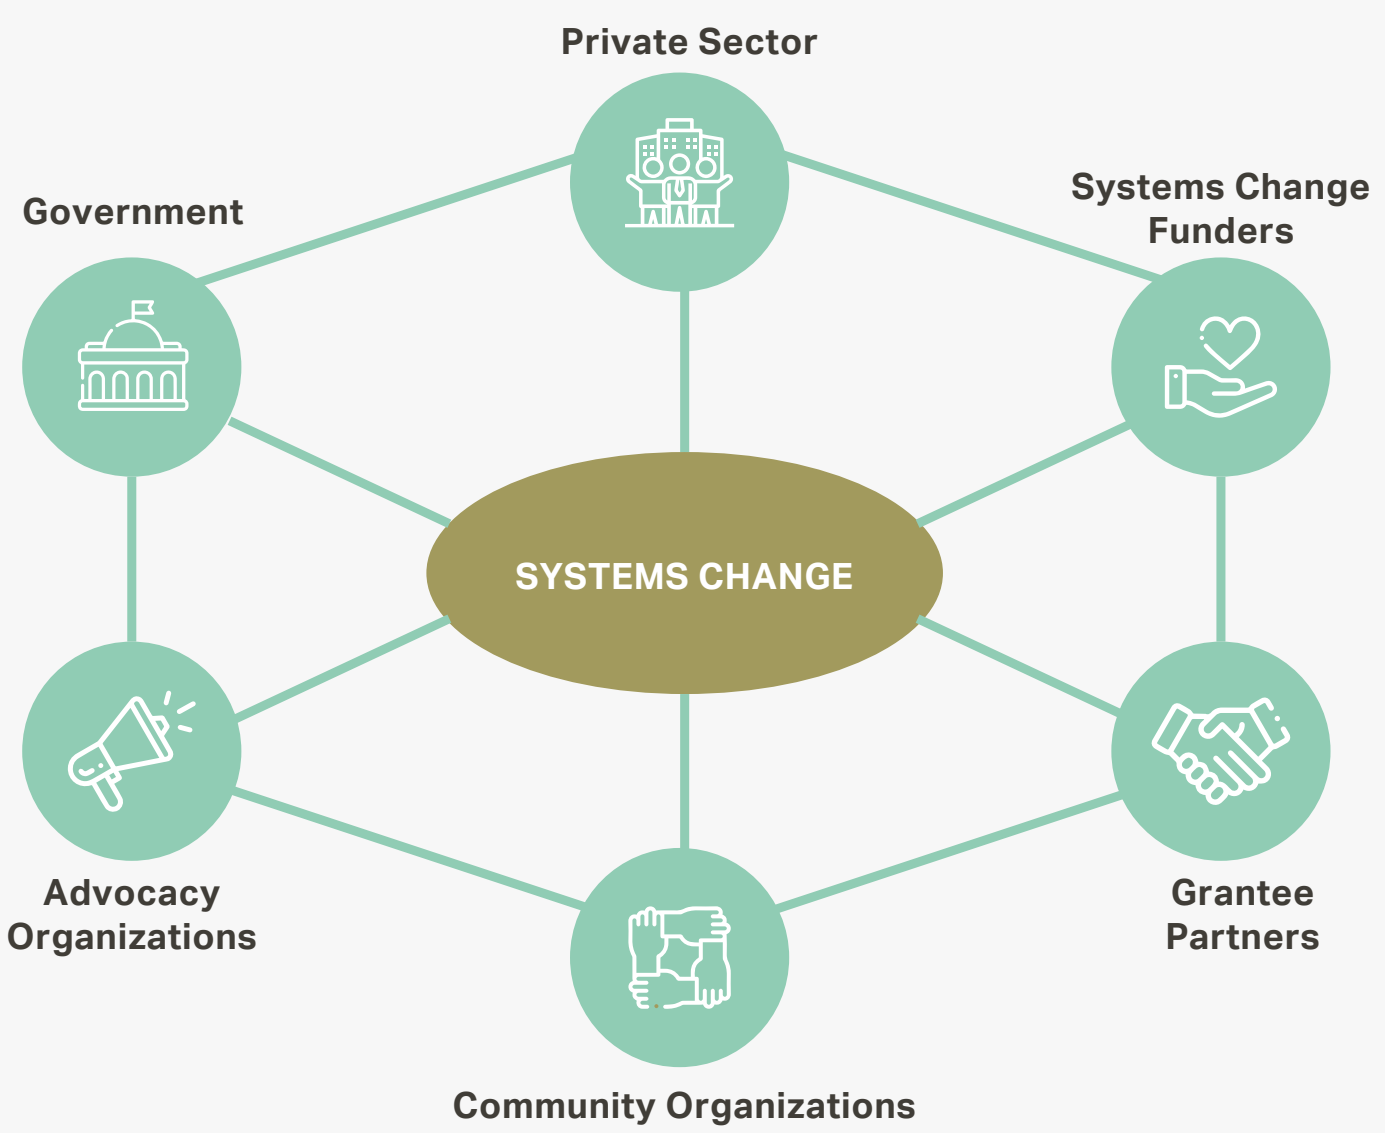 Private Sector
Systems Change
Funders
Government
SYSTEMS CHANGE
Advocacy
Organizations
Grantee
Partners
Community Organizations